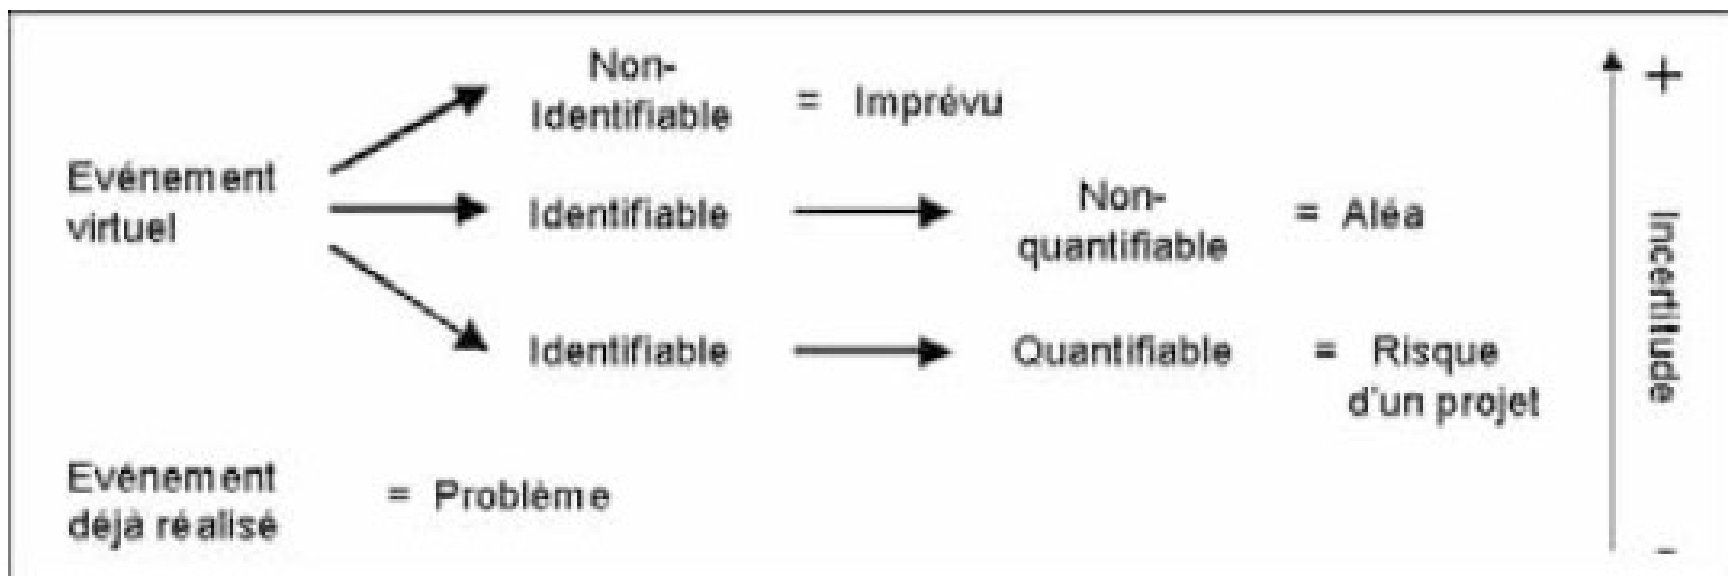 Non-
Identifiable = Imprévu
+
Evénement
virtuel
Identifiable
Non-
quantifiable
= Aléa
Identifiable
Quantifiable
= Risque
d'un projet
Incertitude
Evénement
déjà réalisé
= Problème
-